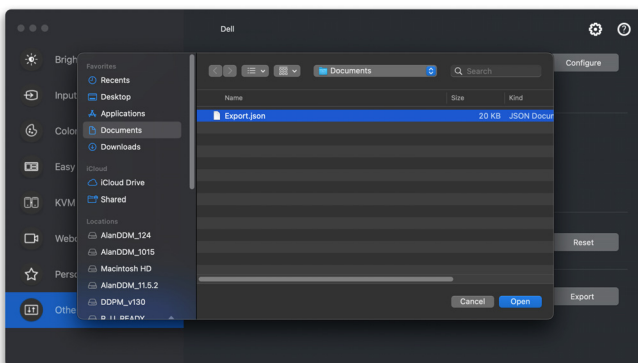 Dell
Brigh
Configure
Input
Color
Easy
KVM
Webc
Reset
Perso
Export
Othe
Favorites
Recents
Desktop
Applications
Documents
Downloads
iCloud
iCloud Drive
Shared
Locations
AlanDDM_124
AlanDDM_1015
Macintosh HD
AlanDDM_11.5.2
DDPM_v130
Documents
Search
Name Size Kind
Export.json 20 KB JSON Docum
Cancel Open